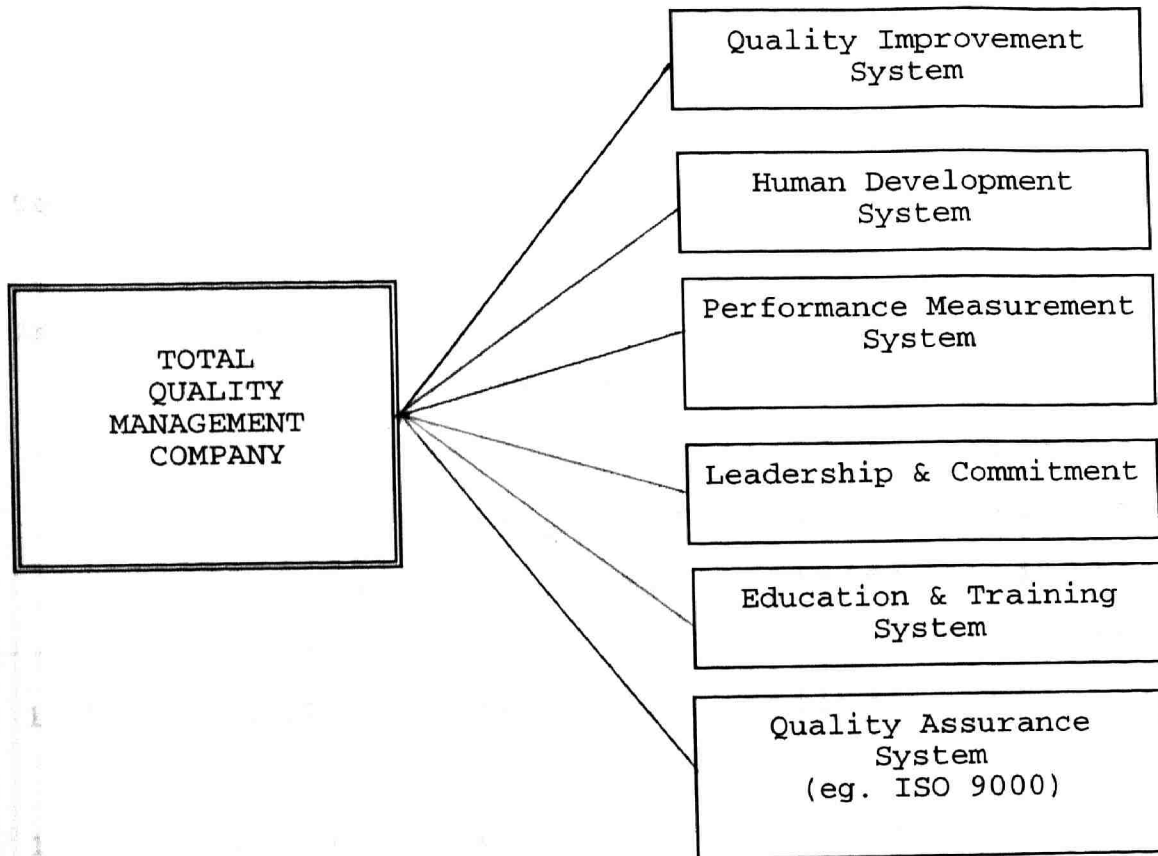 Quality Improvement
System
Human Development
System
Performance Measurement
System
TOTAL
QUALITY
MANAGEMENT
COMPANY
Leadership & Commitment
Education & Training
System
Quality Assurance
System
(eg. ISO 9000)